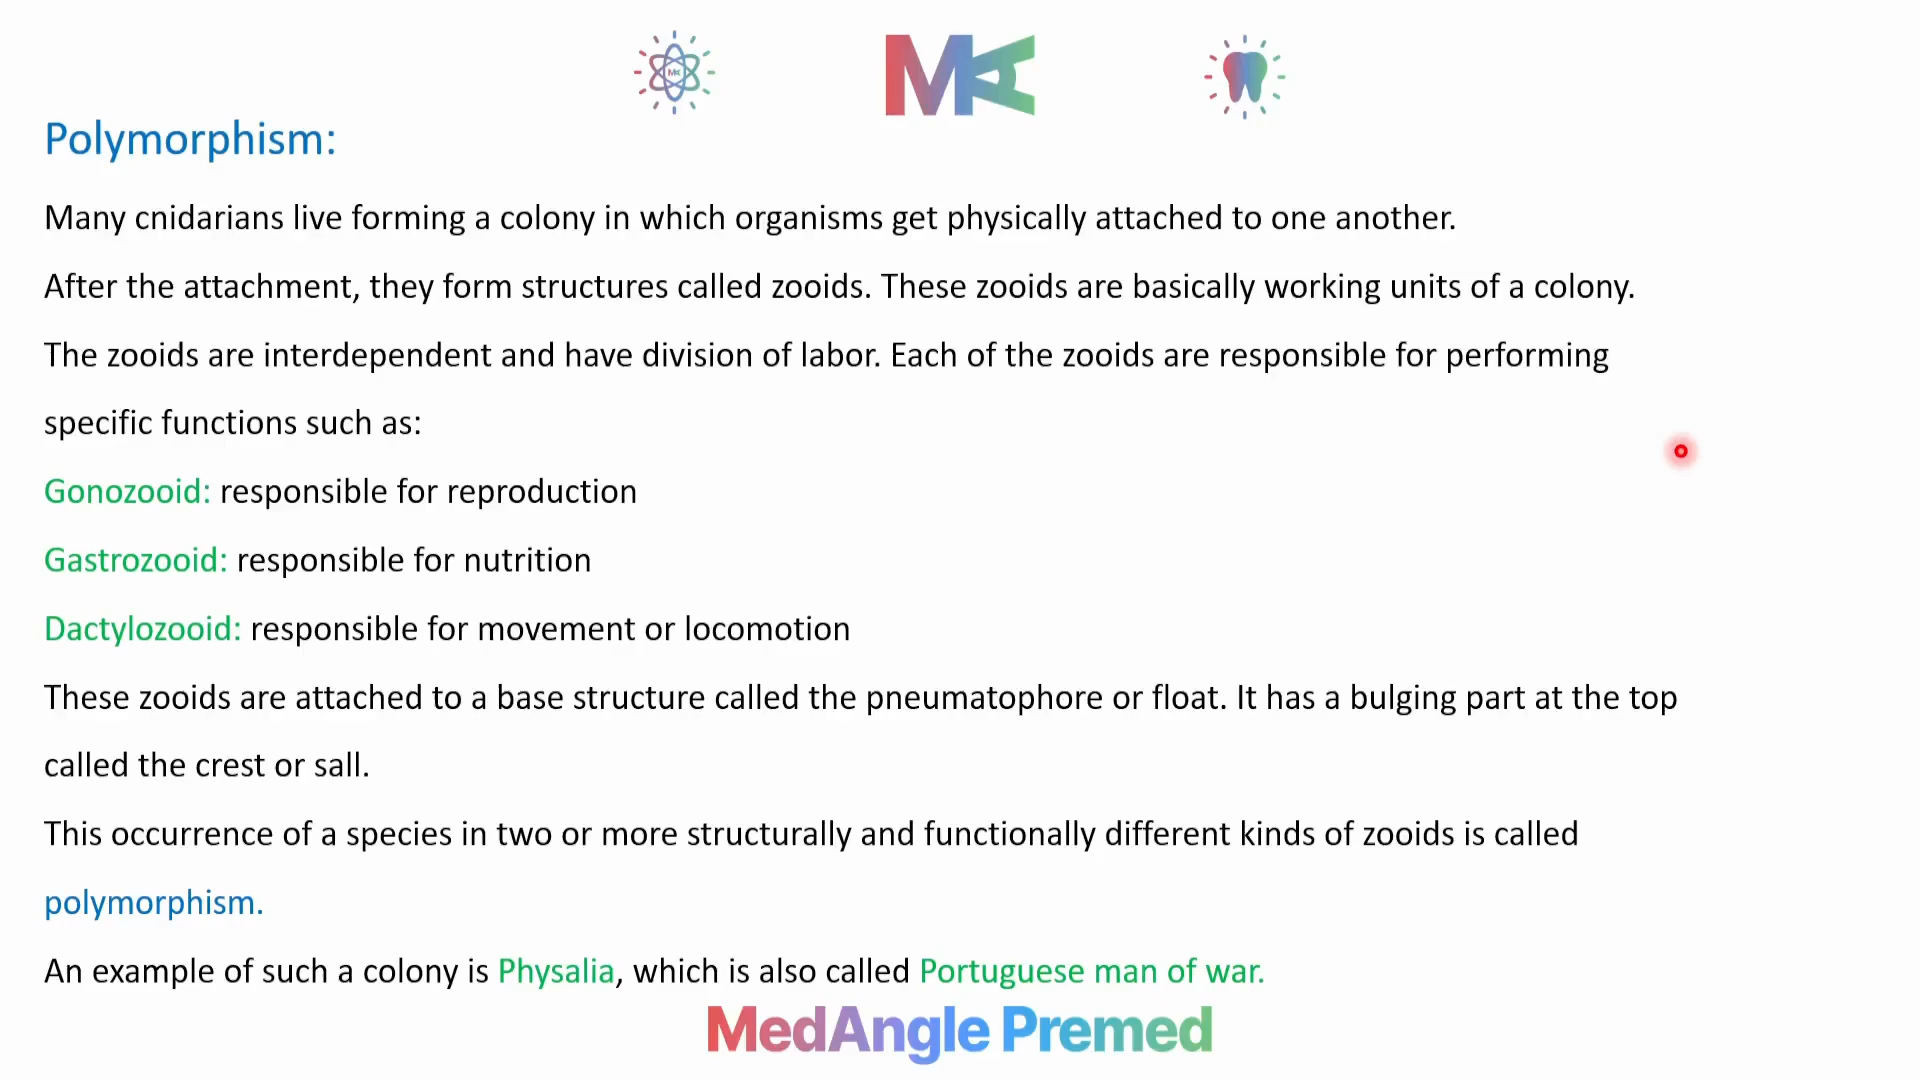 MA
Polymorphism:
Many cnidarians live forming a colony in which organisms get physically attached to one another.
After the attachment, they form structures called zooids. These zooids are basically working units of a colony.
The zooids are interdependent and have division of labor. Each of the zooids are responsible for performing
specific functions such as:
Gonozooid: responsible for reproduction
Gastrozooid: responsible for nutrition
Dactylozooid: responsible for movement or locomotion
These zooids are attached to a base structure called the pneumatophore or float. It has a bulging part at the top
called the crest or sall.
This occurrence of a species in two or more structurally and functionally different kinds of zooids is called
polymorphism.
An example of such a colony is Physalia, which is also called Portuguese man of war.
MedAngle Premed